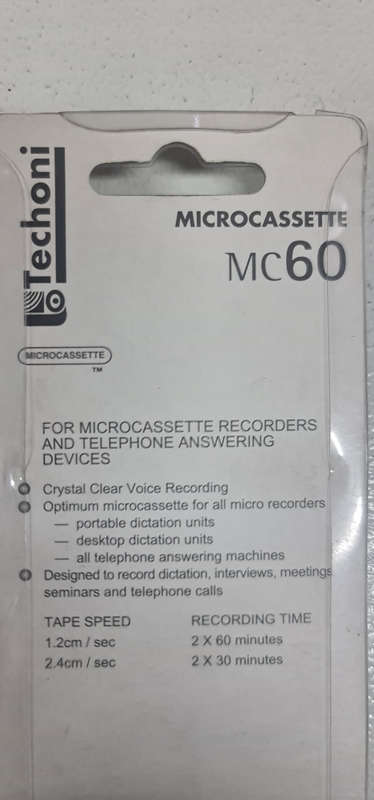 Techoni
MICROCASSETTE
MC60
MICROCASSETTE
TM
FOR MICROCASSETTE RECORDERS
AND TELEPHONE ANSWERING
DEVICES
Crystal Clear Voice Recording
Optimum microcassette for all micro recorders
— portable dictation units
— desktop dictation units
— all telephone answering machines
Designed to record dictation, interviews, meetings
seminars and telephone calls
TAPE SPEED RECORDING TIME
1.2cm / sec 2 X 60 minutes
2.4cm / sec 2 X 30 minutes